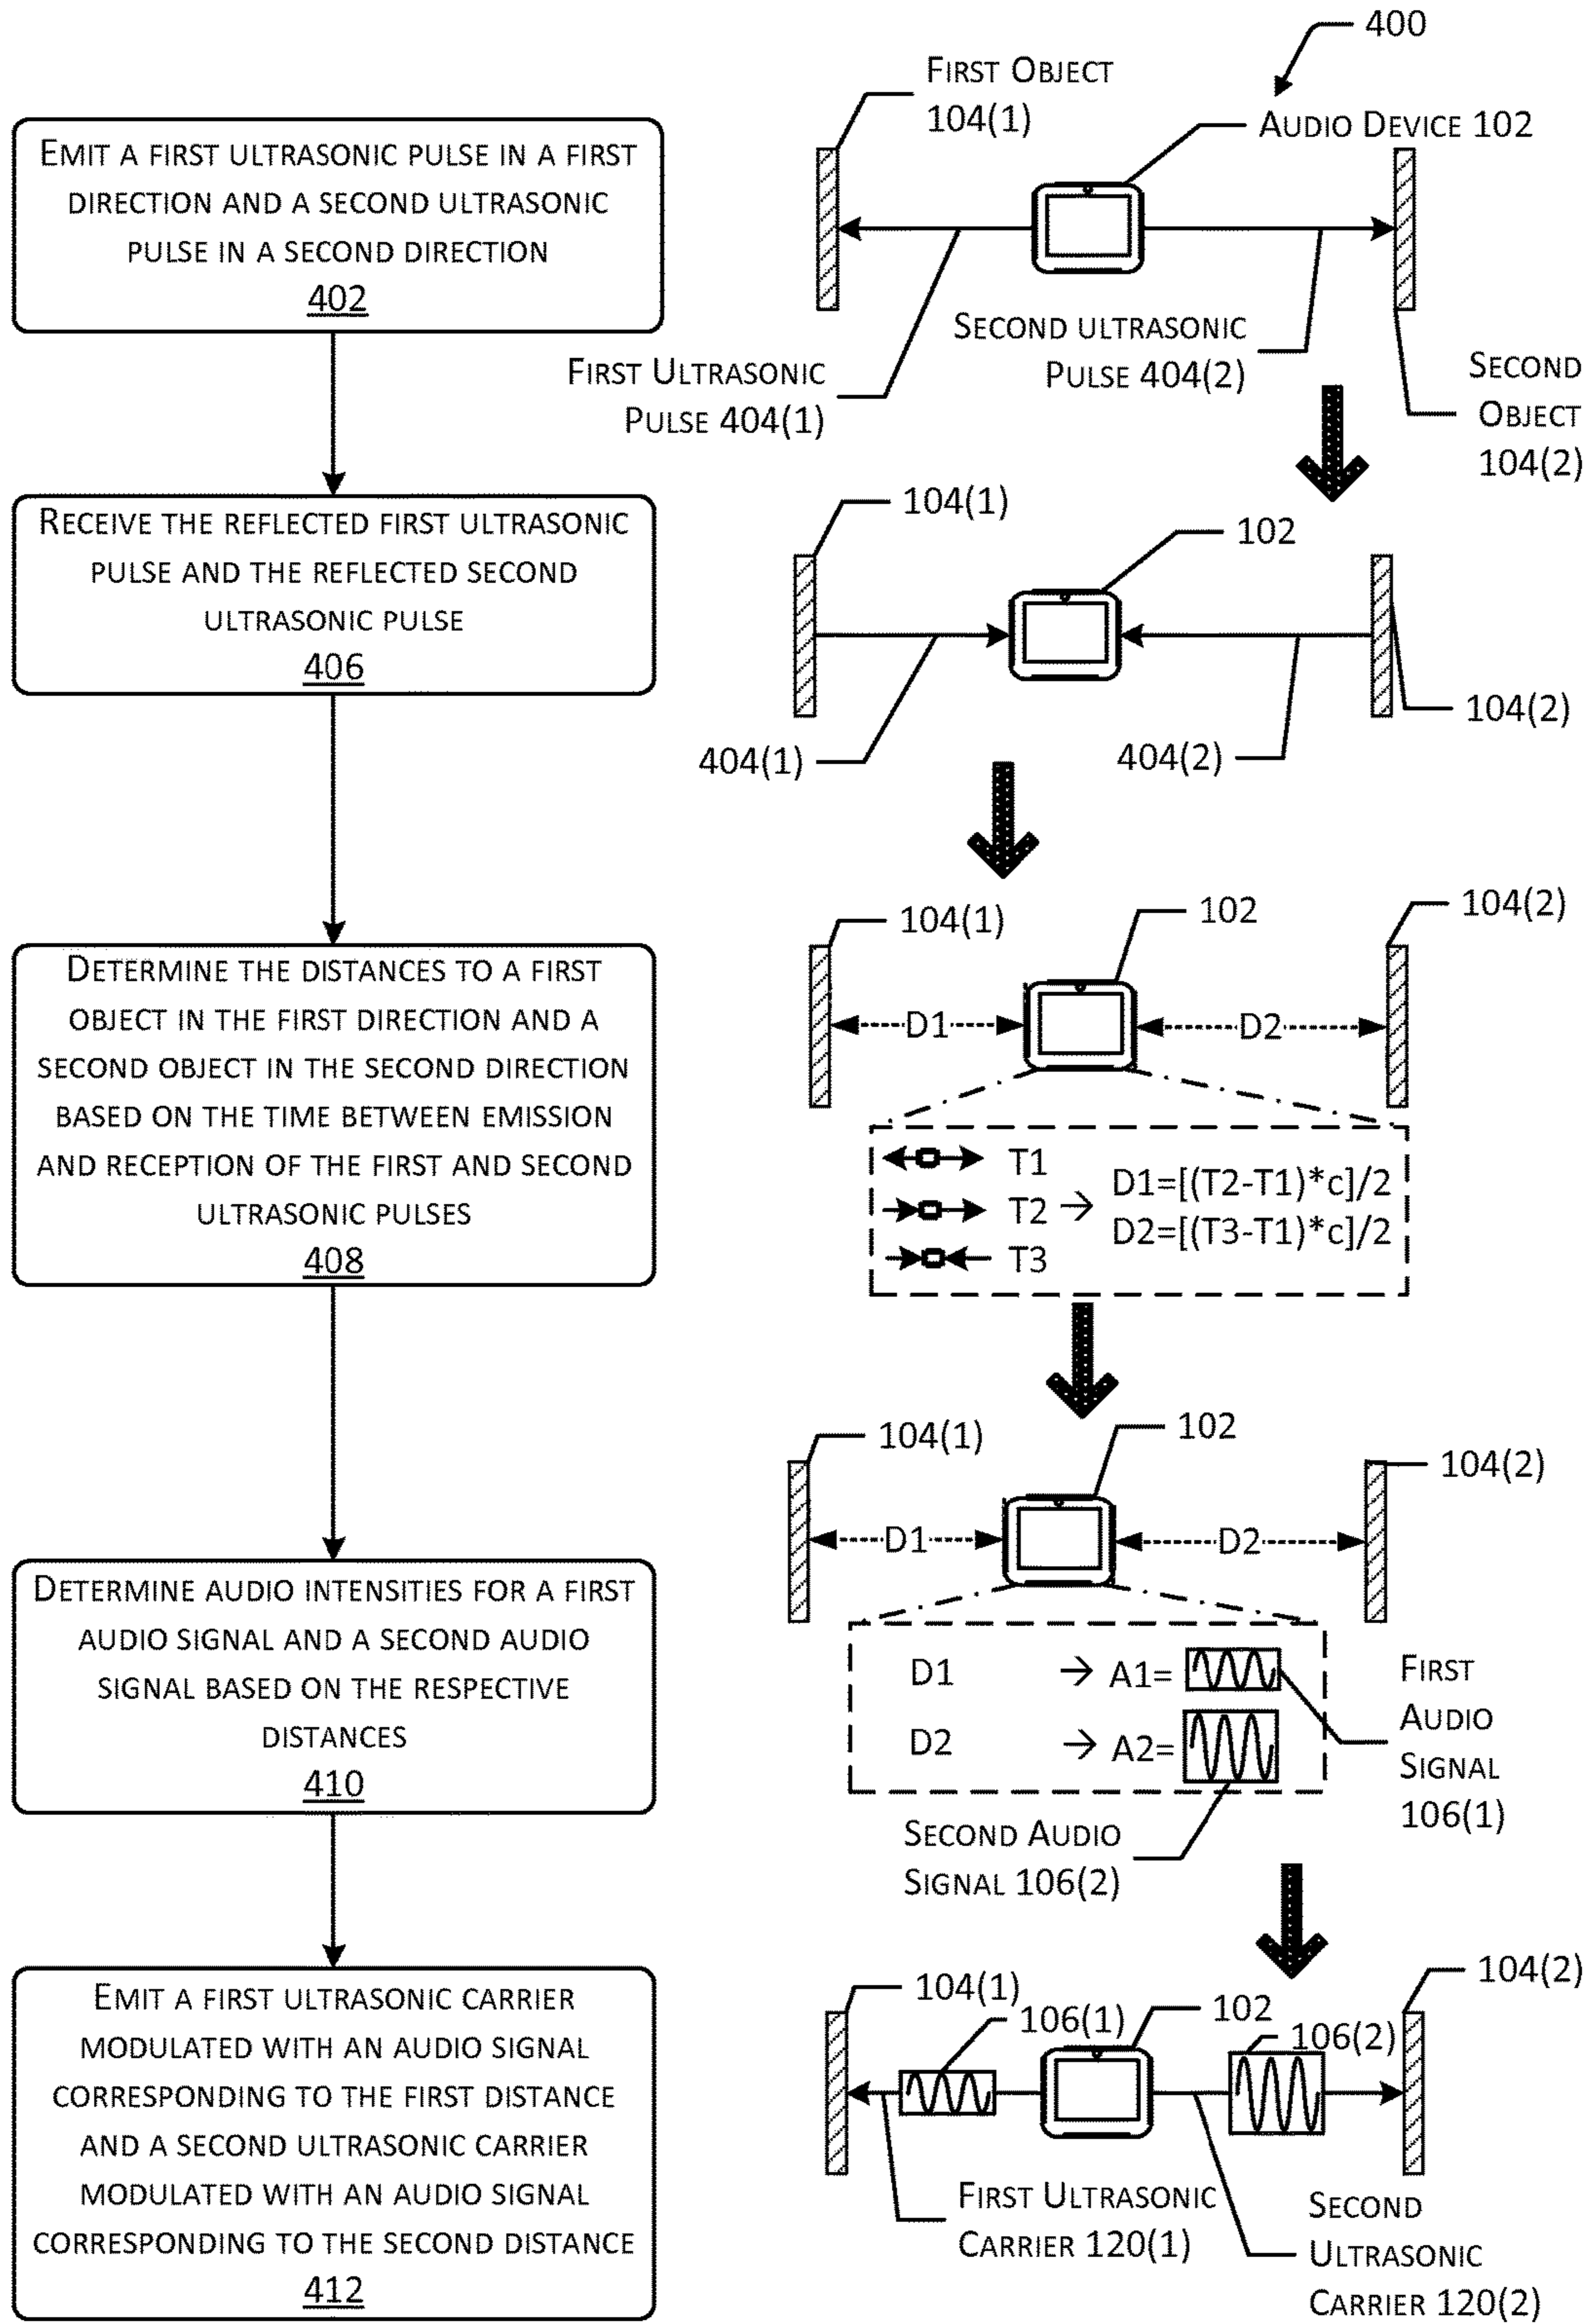 400
FIRST OBJECT
104(1)
AUDIO DEVICE 102
EMIT A FIRST ULTRASONIC PULSE IN A FIRST
DIRECTION AND A SECOND ULTRASONIC
PULSE IN A SECOND DIRECTION
402
SECOND ULTRASONIC
PULSE 404(2)
FIRST ULTRASONIC
PULSE 404(1)
SECOND
OBJECT
104(2)
RECEIVE THE REFLECTED FIRST ULTRASONIC
PULSE AND THE REFLECTED SECOND
ULTRASONIC PULSE
406
104(1)
102
104(2)
404(1)
404(2)
DETERMINE THE DISTANCES TO A FIRST
OBJECT IN THE FIRST DIRECTION AND A
SECOND OBJECT IN THE SECOND DIRECTION
BASED ON THE TIME BETWEEN EMISSION
AND RECEPTION OF THE FIRST AND SECOND
ULTRASONIC PULSES
408
104(1)
102
104(2)
D1
D2
T1
T2
T3
D1=[(T2-T1)*c]/2
D2=[(T3-T1)*c]/2
DETERMINE AUDIO INTENSITIES FOR A FIRST
AUDIO SIGNAL AND A SECOND AUDIO
SIGNAL BASED ON THE RESPECTIVE
DISTANCES
410
104(1)
102
104(2)
D1
D2
D1 → A1=
D2 → A2=
FIRST
AUDIO
SIGNAL
106(1)
SECOND AUDIO
SIGNAL 106(2)
EMIT A FIRST ULTRASONIC CARRIER
MODULATED WITH AN AUDIO SIGNAL
CORRESPONDING TO THE FIRST DISTANCE
AND A SECOND ULTRASONIC CARRIER
MODULATED WITH AN AUDIO SIGNAL
CORRESPONDING TO THE SECOND DISTANCE
412
104(1)
106(1)
102
106(2)
104(2)
FIRST ULTRASONIC
CARRIER 120(1)
SECOND
ULTRASONIC
CARRIER 120(2)